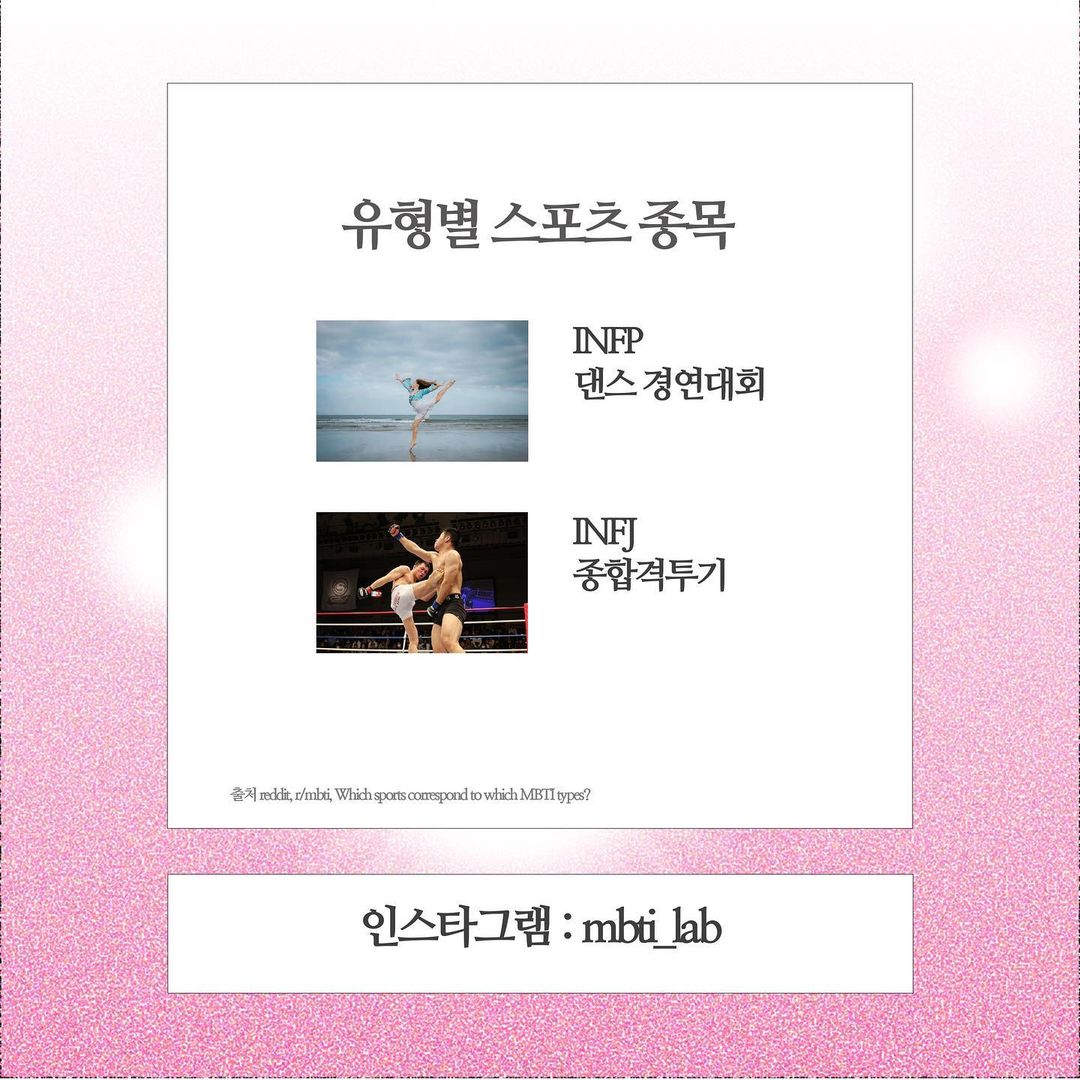 유형별 스포츠 종목
INFP
댄스 경연대회
INFJ
종합격투기
출처 reddit, r/mbti, Which sports correspond to which MBTI types?
인스타그램 : mbti_lab